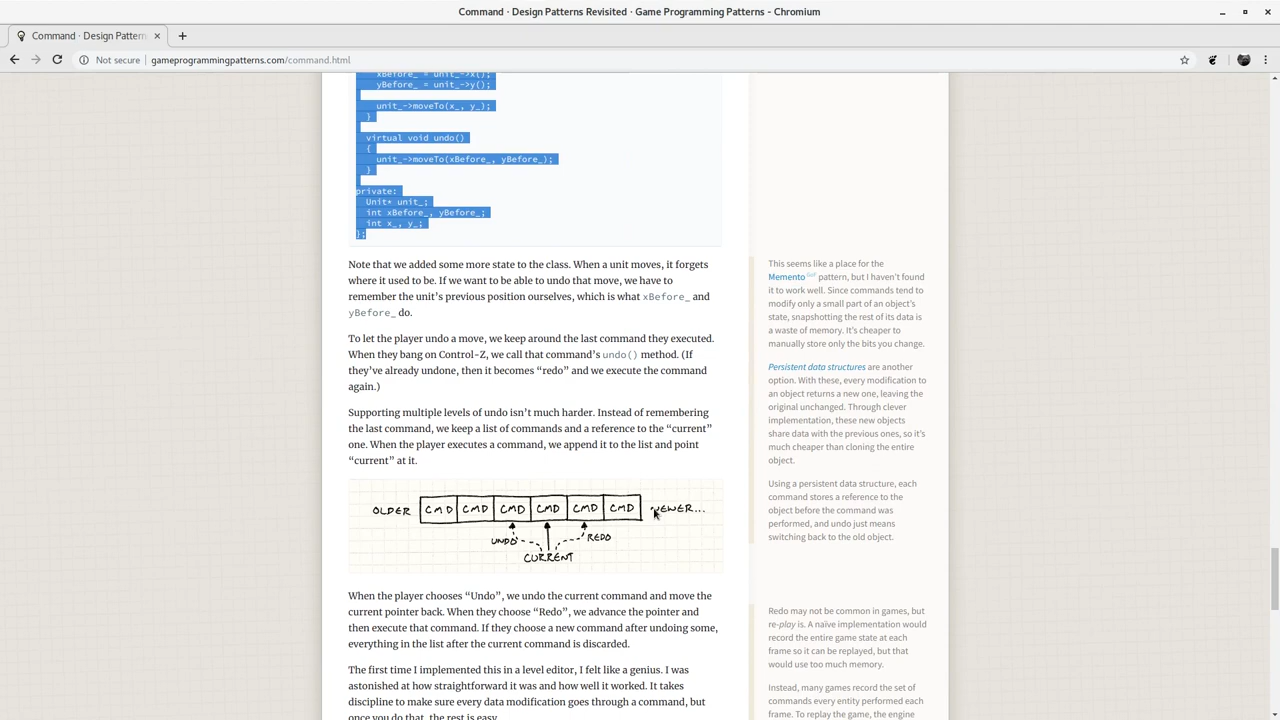 Command · Design Patterns Revisited · Game Programming Patterns - Chromium
Command · Design Pattern
Not secure
gameprogrammingpatterns.com/command.html
xBefore_ = unit_->x();
yBefore_ = unit_->y();
unit_->moveTo(x_, y_);
}
virtual void undo()
{
unit_->moveTo(xBefore_, yBefore_);
}
private:
Unit* unit_;
int xBefore_, yBefore_;
int x_, y_;
};
Note that we added some more state to the class. When a unit moves, it forgets
where it used to be. If we want to be able to undo that move, we have to
remember the unit’s previous position ourselves, which is what xBefore_ and
yBefore_ do.
To let the player undo a move, we keep around the last command they executed.
When they bang on Control-Z, we call that command’s undo() method. (If
they’ve already undone, then it becomes “redo” and we execute the command
again.)
Supporting multiple levels of undo isn’t much harder. Instead of remembering
the last command, we keep a list of commands and a reference to the “current”
one. When the player executes a command, we append it to the list and point
“current” at it.
OLDER CMD CMD CMD CMD CMD CMD NEWER...
UNDO REDO
CURRENT
When the player chooses “Undo”, we undo the current command and move the
current pointer back. When they choose “Redo”, we advance the pointer and
then execute that command. If they choose a new command after undoing some,
everything in the list after the current command is discarded.
The first time I implemented this in a level editor, I felt like a genius. I was
astonished at how straightforward it was and how well it worked. It takes
discipline to make sure every data modification goes through a command, but
once you do that, the rest is easy.
This seems like a place for the
Memento GoF pattern, but I haven’t found
it to work well. Since commands tend to
modify only a small part of an object’s
state, snapshotting the rest of its data is
a waste of memory. It’s cheaper to
manually store only the bits you change.
Persistent data structures are another
option. With these, every modification to
an object returns a new one, leaving the
original unchanged. Through clever
implementation, these new objects
share data with the previous ones, so it’s
much cheaper than cloning the entire
object.
Using a persistent data structure, each
command stores a reference to the
object before the command was
performed, and undo just means
switching back to the old object.
Redo may not be common in games, but
re-play is. A naïve implementation would
record the entire game state at each
frame so it can be replayed, but that
would use too much memory.
Instead, many games record the set of
commands every entity performed each
frame. To replay the game, the engine